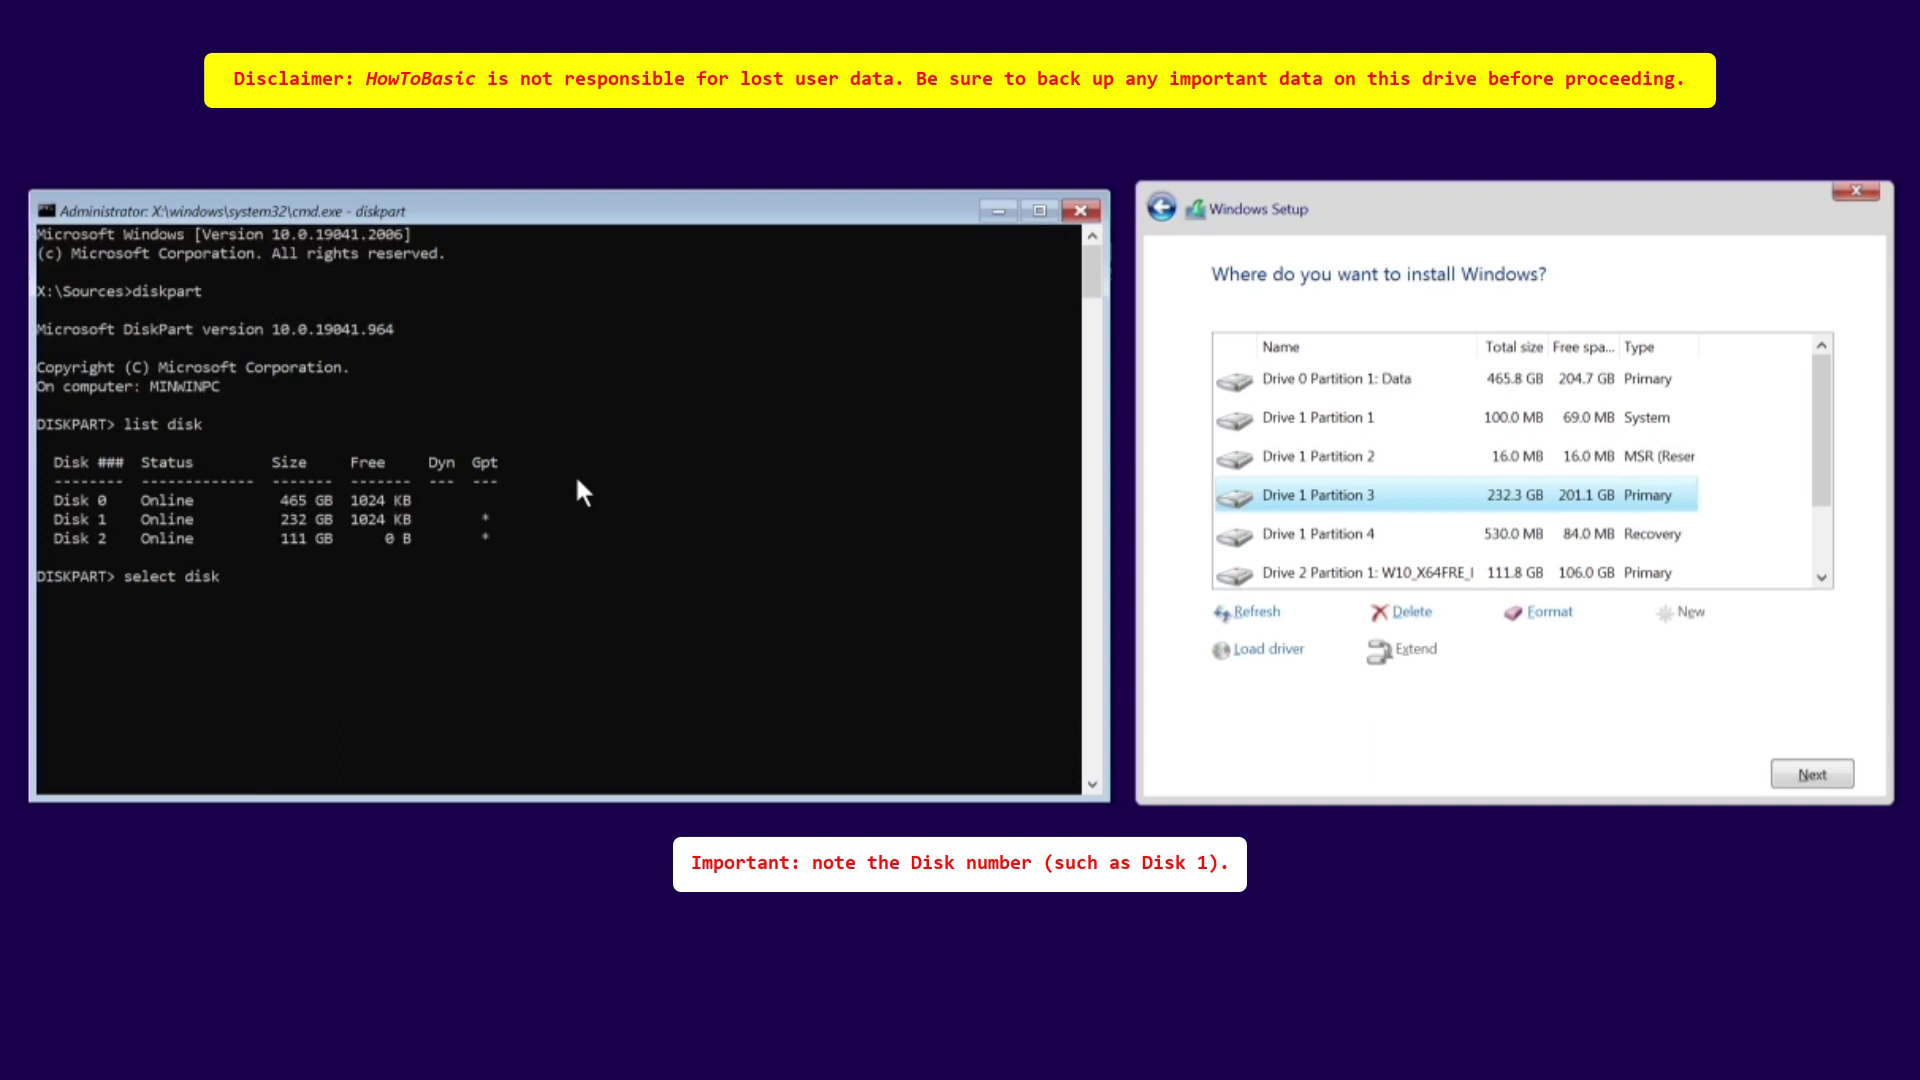 Disclaimer: HowToBasic is not responsible for lost user data. Be sure to back up any important data on this drive before proceeding.
Administrator: X:\windows\system32\cmd.exe - diskpart
Microsoft Windows [Version 10.0.19041.2006]
(c) Microsoft Corporation. All rights reserved.
X:\Sources>diskpart
Microsoft DiskPart version 10.0.19041.964
Copyright (C) Microsoft Corporation.
On computer: MINWINPC
DISKPART> list disk
Disk ### Status Size Free Dyn Gpt
-------- ------------- ------- ------- --- ---
Disk 0 Online 465 GB 1024 KB
Disk 1 Online 232 GB 1024 KB *
Disk 2 Online 111 GB 0 B *
DISKPART> select disk
Windows Setup
Where do you want to install Windows?
Name Total size Free spa... Type
Drive 0 Partition 1: Data 465.8 GB 204.7 GB Primary
Drive 1 Partition 1 100.0 MB 69.0 MB System
Drive 1 Partition 2 16.0 MB 16.0 MB MSR (Reser
Drive 1 Partition 3 232.3 GB 201.1 GB Primary
Drive 1 Partition 4 530.0 MB 84.0 MB Recovery
Drive 2 Partition 1: W10_X64FRE_I 111.8 GB 106.0 GB Primary
Refresh Delete Format New
Load driver Extend
Next
Important: note the Disk number (such as Disk 1).